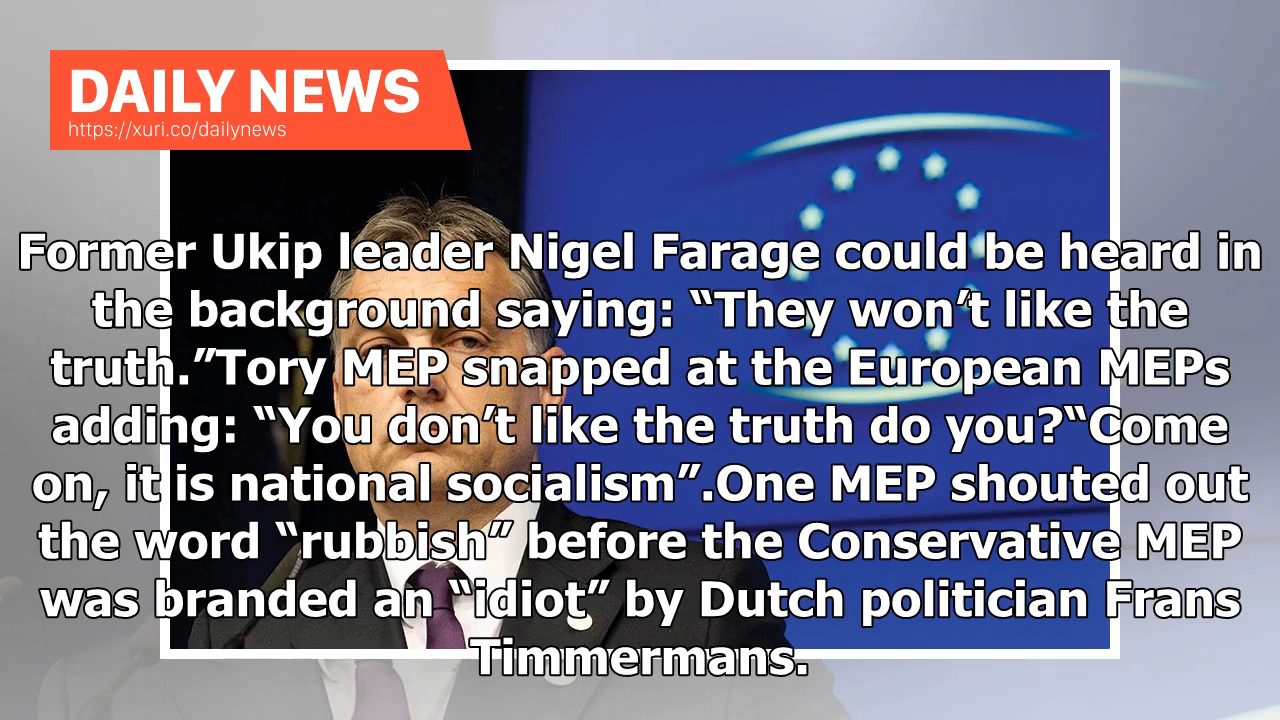 DAILY NEWS
https://xuri.co/dailynews
Former Ukip leader Nigel Farage could be heard in
the background saying: “They won’t like the
truth.”Tory MEP snapped at the European MEPs
adding: “You don’t like the truth do you?“Come
on, it is national socialism”.One MEP shouted out
the word “rubbish” before the Conservative MEP
was branded an “idiot” by Dutch politician Frans
Timmermans.